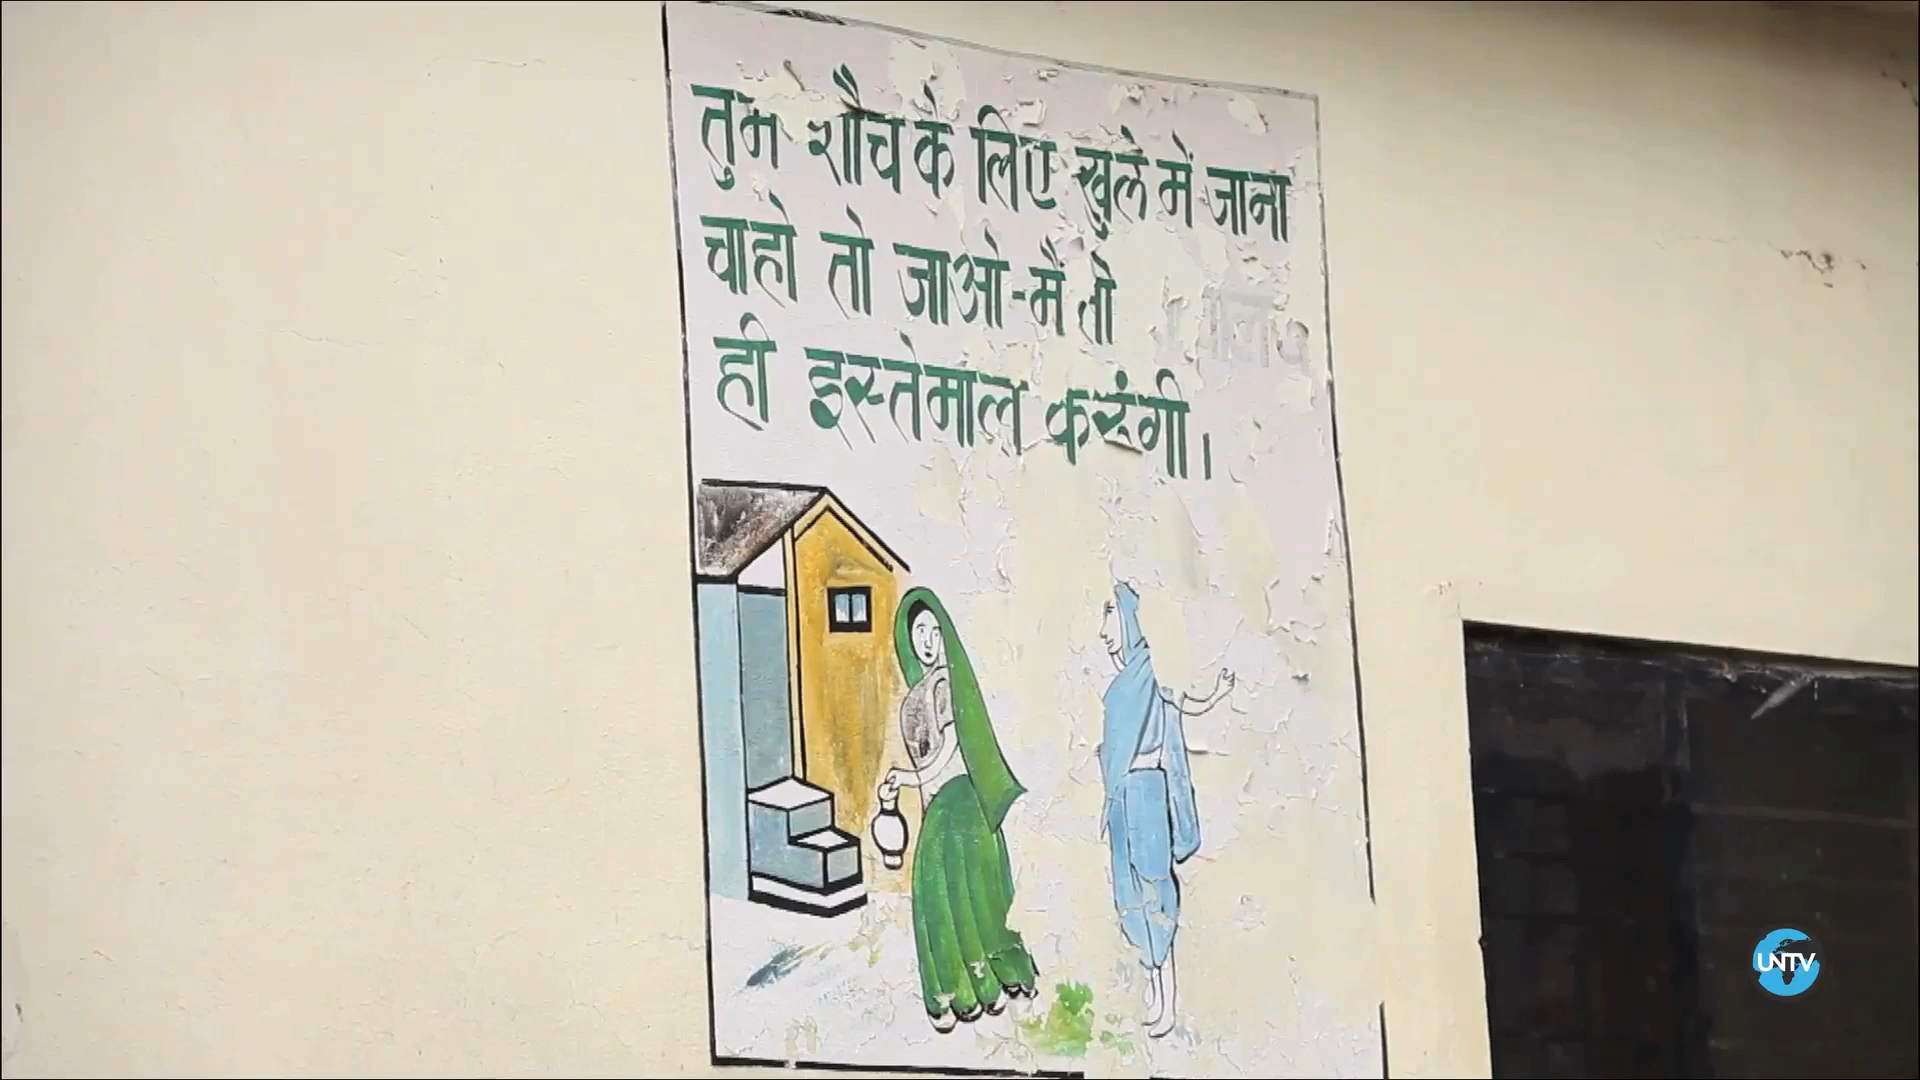 तुम शौच के लिए खुले में जाना
चाहो तो जाओ-मैं तो
ही इस्तेमाल करुंगी।
UNTV